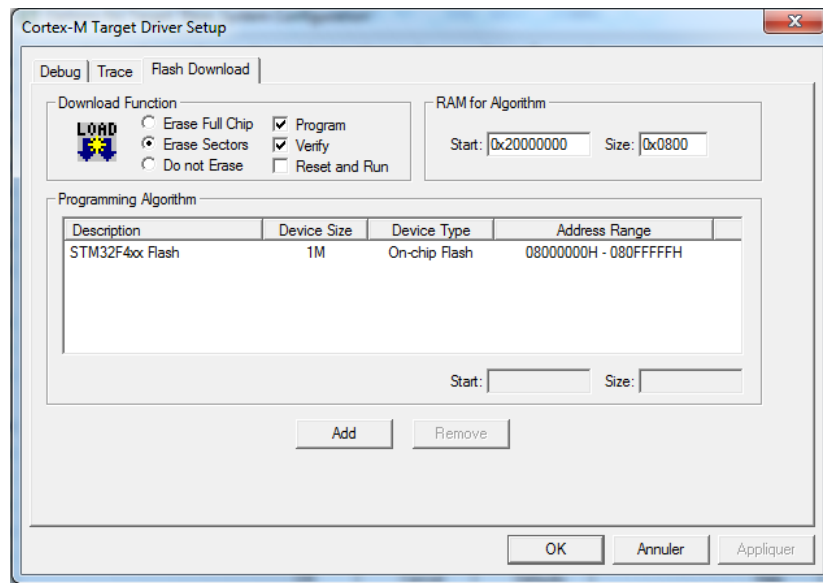 Cortex-M Target Driver Setup
Debug Trace Flash Download
Download Function
LOAD
Erase Full Chip
Erase Sectors
Do not Erase
Program
Verify
Reset and Run
RAM for Algorithm
Start: 0x20000000 Size: 0x0800
Programming Algorithm
Description Device Size Device Type Address Range
STM32F4xx Flash 1M On-chip Flash 08000000H - 080FFFFFH
Start: Size:
Add Remove
OK Annuler Appliquer